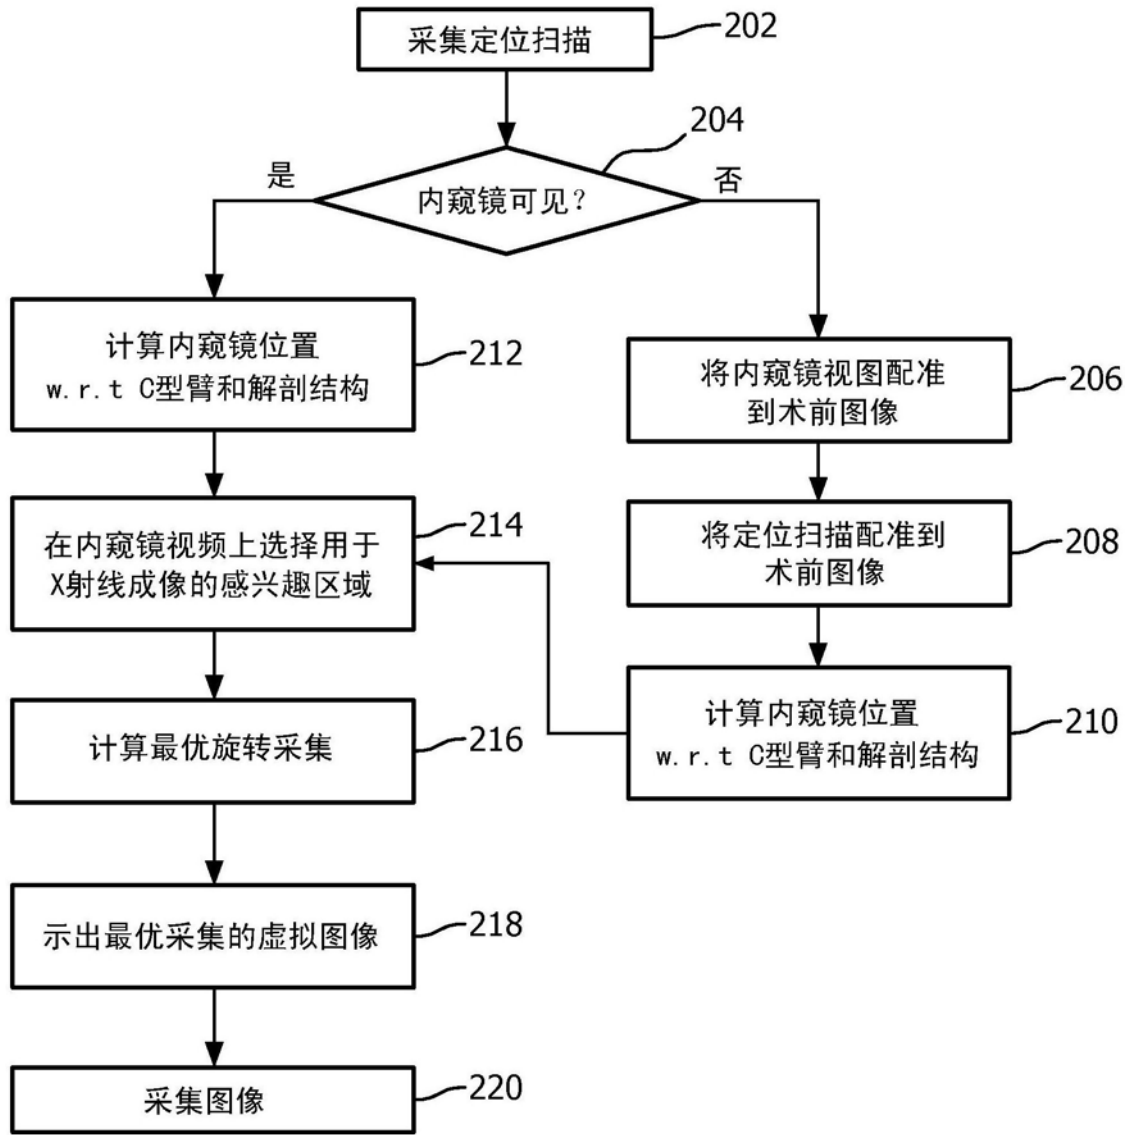 采集定位扫描
202
204
内窥镜可见？
是
否
计算内窥镜位置
w.r.t C型臂和解剖结构
212
将内窥镜视图配准
到术前图像
206
在内窥镜视频上选择用于
X射线成像的感兴趣区域
214
将定位扫描配准到
术前图像
208
计算内窥镜位置
w.r.t C型臂和解剖结构
210
计算最优旋转采集
216
示出最优采集的虚拟图像
218
采集图像
220